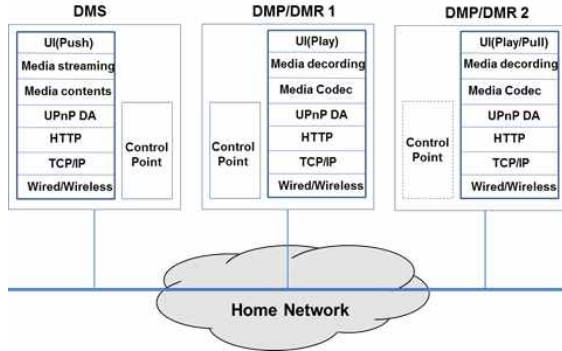 DMS
UI(Push)
Media streaming
Media contents
UPnP DA
HTTP
TCP/IP
Wired/Wireless
Control
Point
DMP/DMR 1
Control
Point
UI(Play)
Media decording
Media Codec
UPnP DA
HTTP
TCP/IP
Wired/Wireless
DMP/DMR 2
Control
Point
UI(Play/Pull)
Media decording
Media Codec
UPnP DA
HTTP
TCP/IP
Wired/Wireless
Home Network